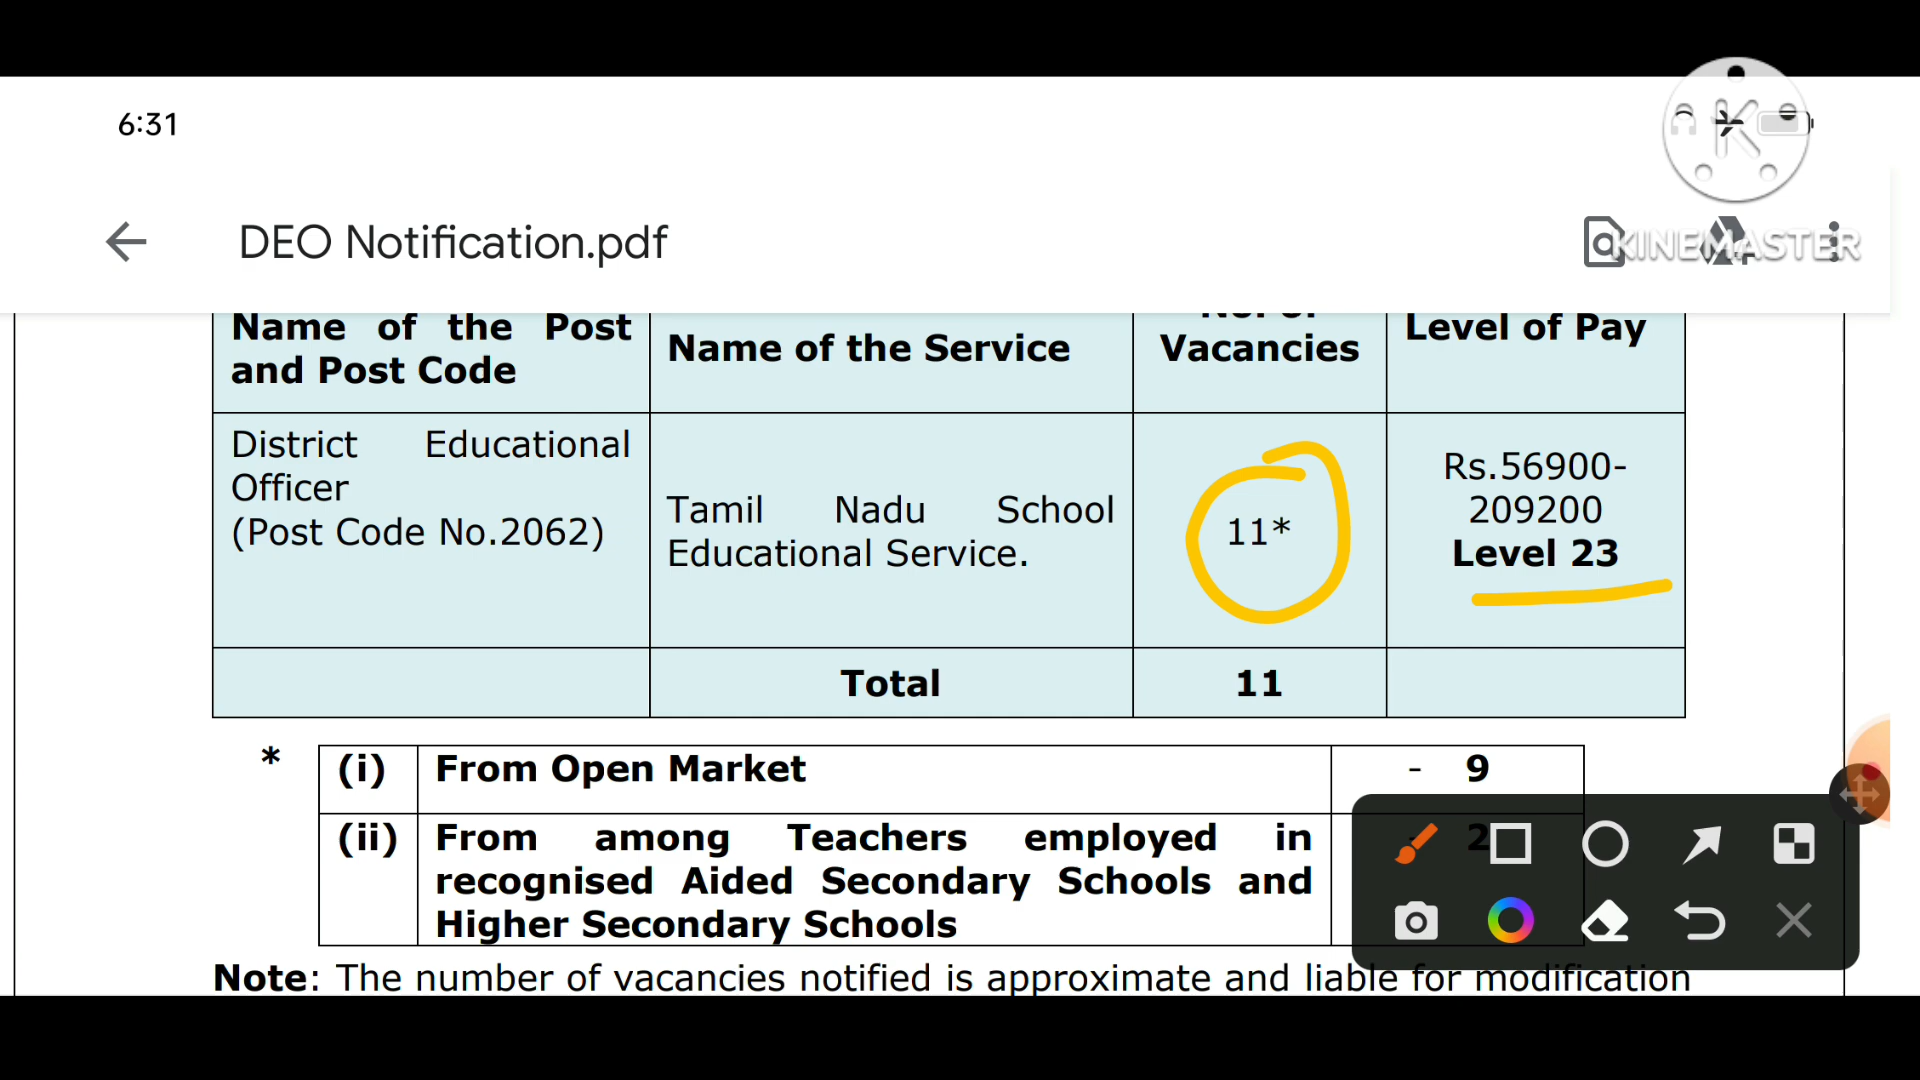 6:31
KINEMASTER
DEO Notification.pdf
Name of the Post
and Post Code
Name of the Service
No. of
Vacancies
Level of Pay
District Educational
Officer
(Post Code No.2062)
Tamil Nadu School
Educational Service.
11*
Rs.56900-
209200
Level 23
Total
11
*
(i)
From Open Market
- 9
(ii)
From among Teachers employed in
recognised Aided Secondary Schools and
Higher Secondary Schools
2
Note: The number of vacancies notified is approximate and liable for modification